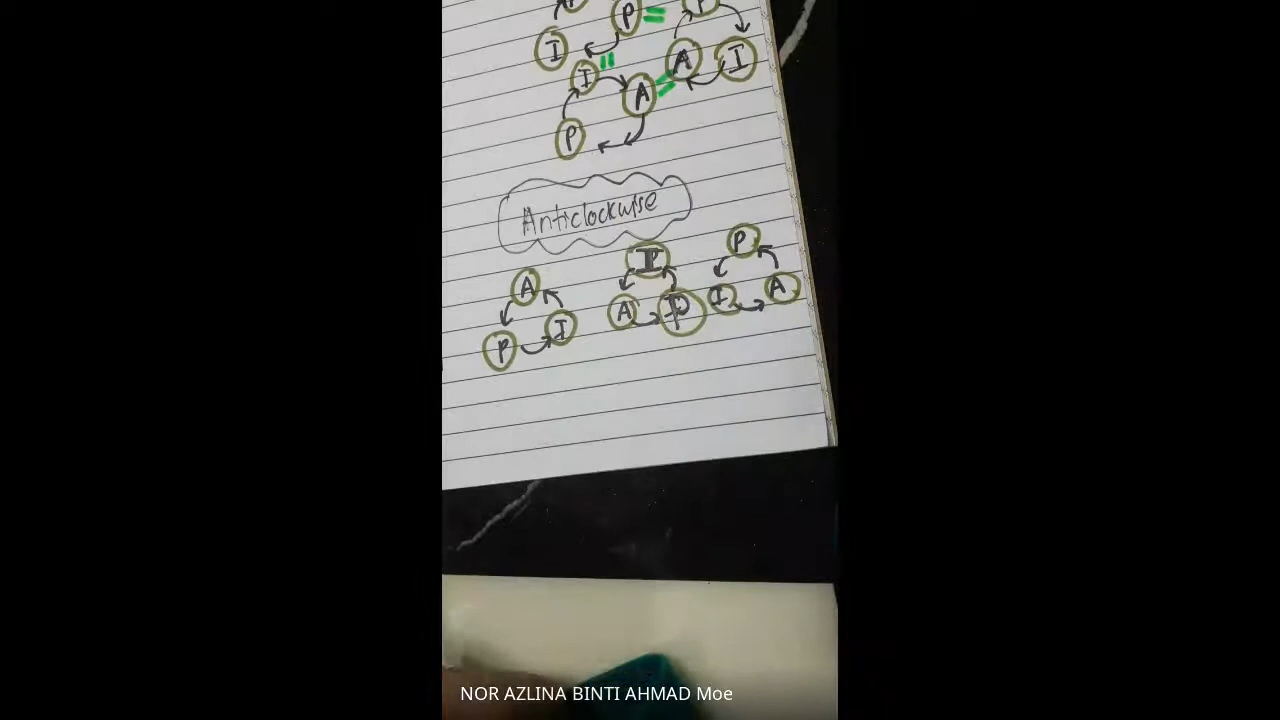 P P
I
I A I
A
P
Anticlockwise
P
A I P
P I A P I A
NOR AZLINA BINTI AHMAD Moe